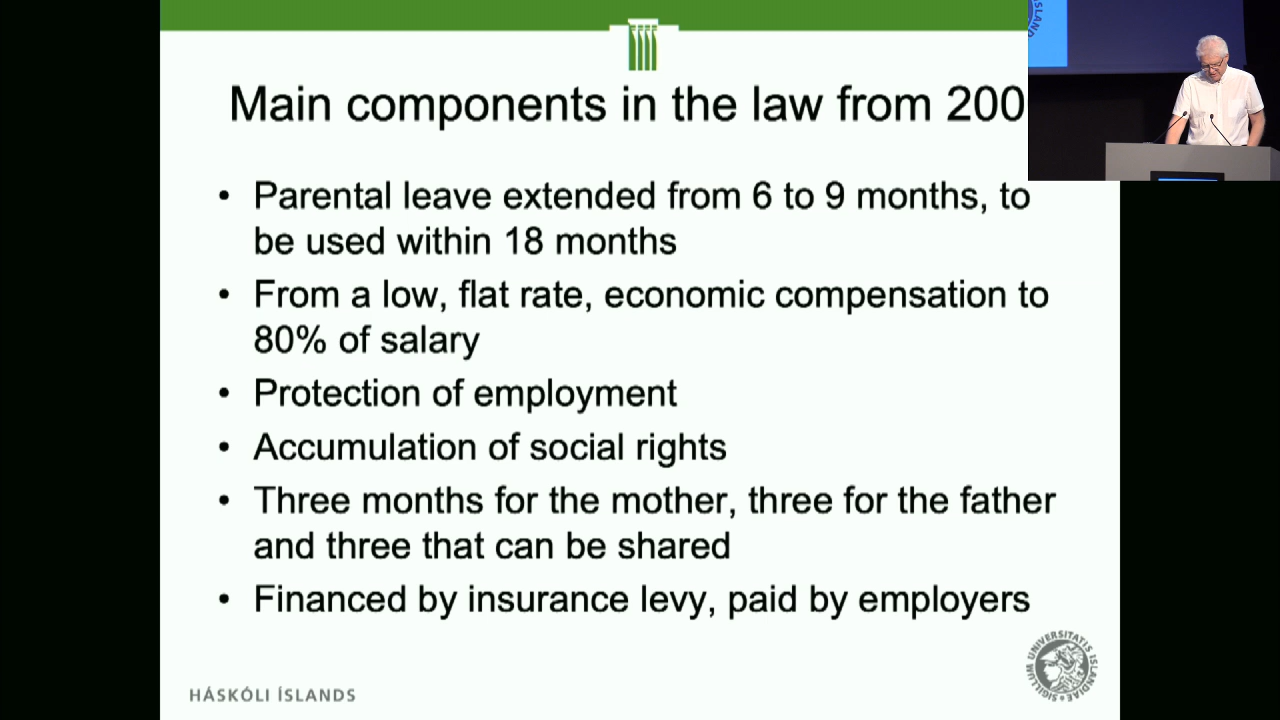 Main components in the law from 200
• Parental leave extended from 6 to 9 months, to
be used within 18 months
• From a low, flat rate, economic compensation to
80% of salary
• Protection of employment
• Accumulation of social rights
• Three months for the mother, three for the father
and three that can be shared
• Financed by insurance levy, paid by employers
HÁSKÓLI ÍSLANDS
SIGILLUM UNIVERSITATIS ISLANDIAE